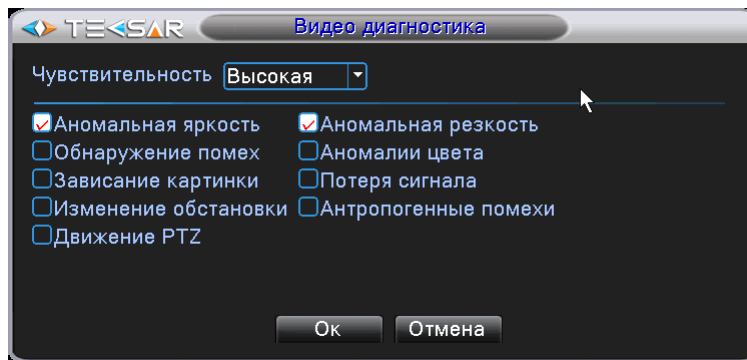 TEKSAR
Видео диагностика
Чувствительность Высокая
Аномальная яркость Аномальная резкость
Обнаружение помех Аномалии цвета
Зависание картинки Потеря сигнала
Изменение обстановки Антропогенные помехи
Движение PTZ
Ок Отмена